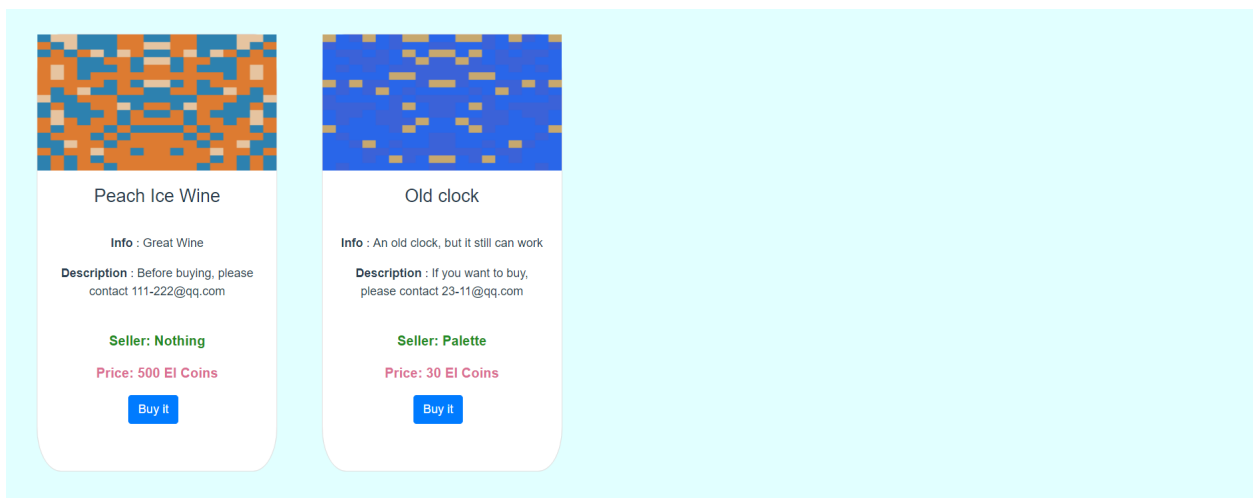 Peach Ice Wine
Info : Great Wine
Description : Before buying, please
contact 111-222@qq.com
Seller: Nothing
Price: 500 El Coins
Buy it
Old clock
Info : An old clock, but it still can work
Description : If you want to buy,
please contact 23-11@qq.com
Seller: Palette
Price: 30 El Coins
Buy it